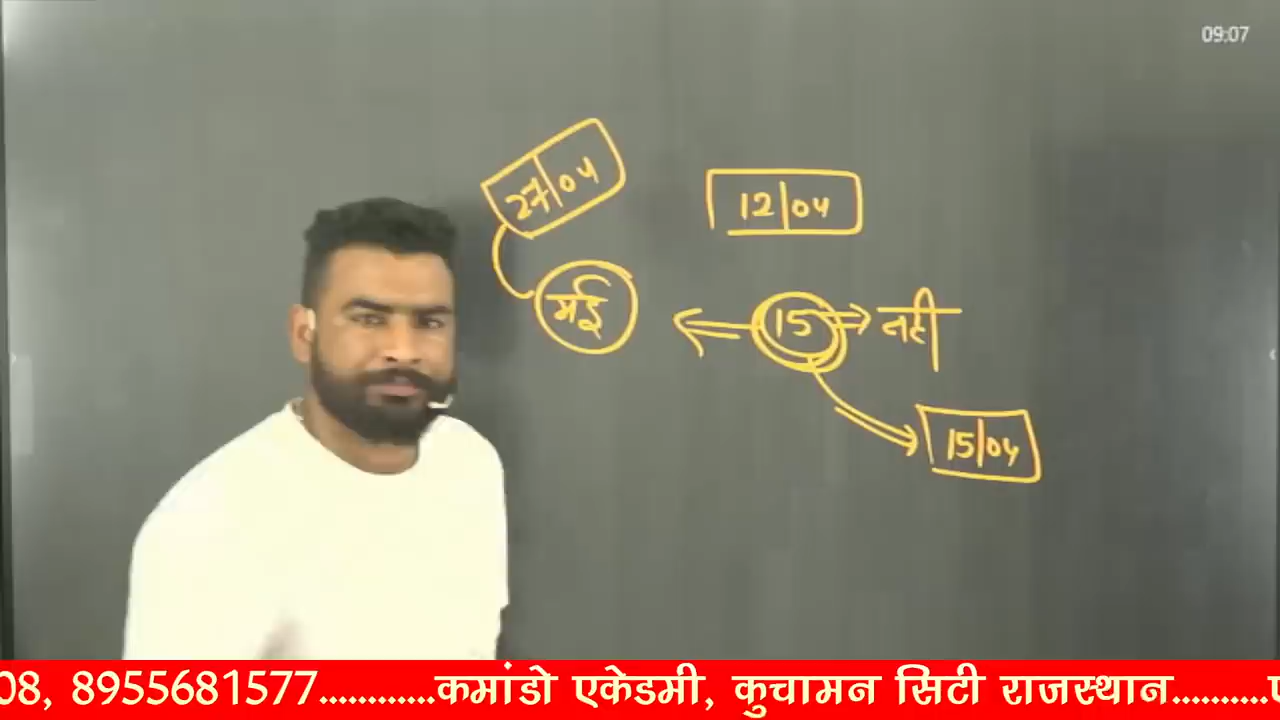 09:07
27|04
12|04
मई
15
नही
15|04
08, 8955681577............कमांडो एकेडमी, कुचामन सिटी राजस्थान..........